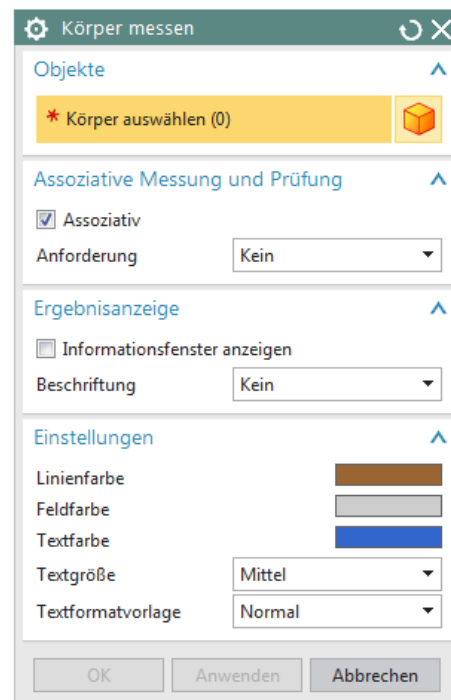 Körper messen
Objekte
* Körper auswählen (0)
Assoziative Messung und Prüfung
Assoziativ
Anforderung Kein
Ergebnisanzeige
Informationsfenster anzeigen
Beschriftung Kein
Einstellungen
Linienfarbe
Feldfarbe
Textfarbe
Textgröße Mittel
Textformatvorlage Normal
OK Anwenden Abbrechen